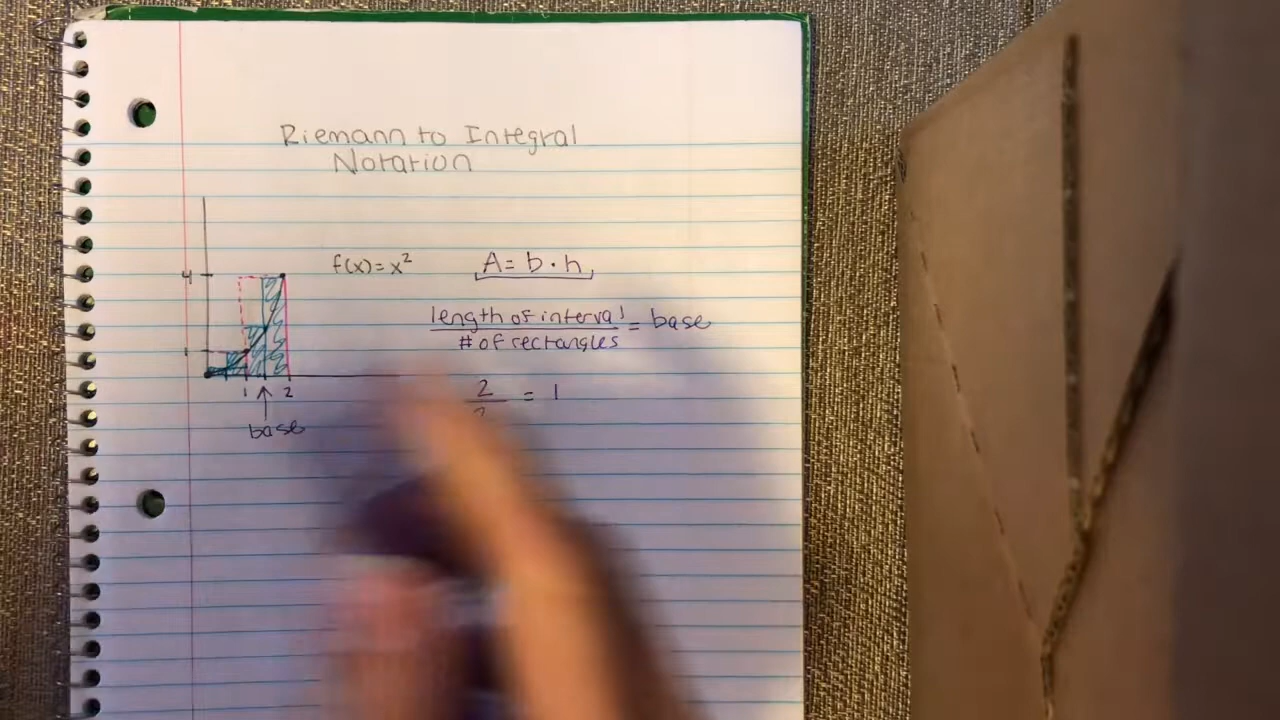 Riemann to Integral
Notation
f(x)=x²
A= b · h
4
length of interval
= base
# of rectangles
1
1 2
2
= 1
base